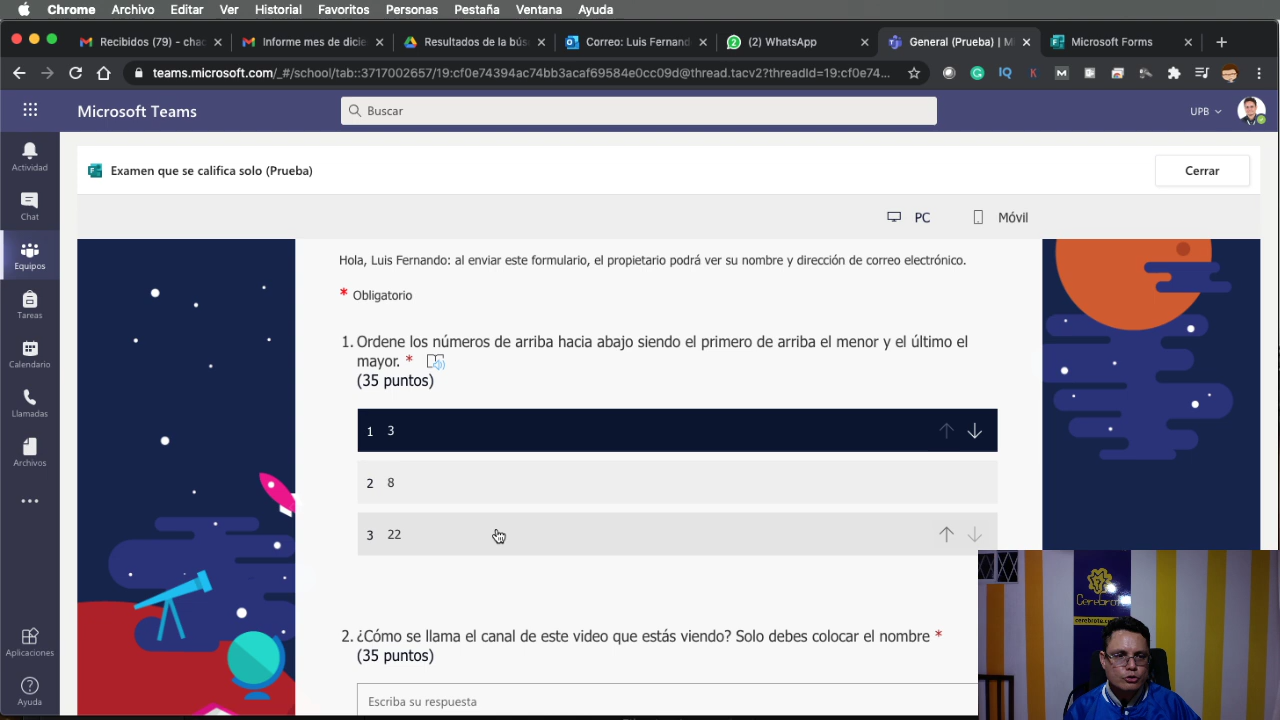 Chrome Archivo Editar Ver Historial Favoritos Personas Pestaña Ventana Ayuda
Recibidos (79) - chac
Informe mes de dicie
Resultados de la bús
Correo: Luis Fernand
(2) WhatsApp
General (Prueba) | M
Microsoft Forms
teams.microsoft.com/_#/school/tab::3717002657/19:cf0e74394ac74bb3acaf69584e0cc09d@thread.tacv2?threadId=19:cf0e74...
Microsoft Teams
Buscar
UPB
Actividad
Chat
Equipos
Tareas
Calendario
Llamadas
Archivos
Aplicaciones
Ayuda
Examen que se califica solo (Prueba)
Cerrar
PC
Móvil
Hola, Luis Fernando: al enviar este formulario, el propietario podrá ver su nombre y dirección de correo electrónico.
* Obligatorio
1. Ordene los números de arriba hacia abajo siendo el primero de arriba el menor y el último el
mayor. *
(35 puntos)
1 3
2 8
3 22
2. ¿Cómo se llama el canal de este video que estás viendo? Solo debes colocar el nombre *
(35 puntos)
Escriba su respuesta